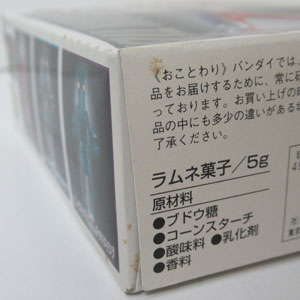 《おことわり》バンダイでは、
品をお届けするために、常に研
っております。お買い上げの時
品の中にも多少の違いがある場
了承ください。
ラムネ菓子/5g
原材料
●ブドウ糖
●コーンスターチ
●酸味料 ●乳化剤
●香料